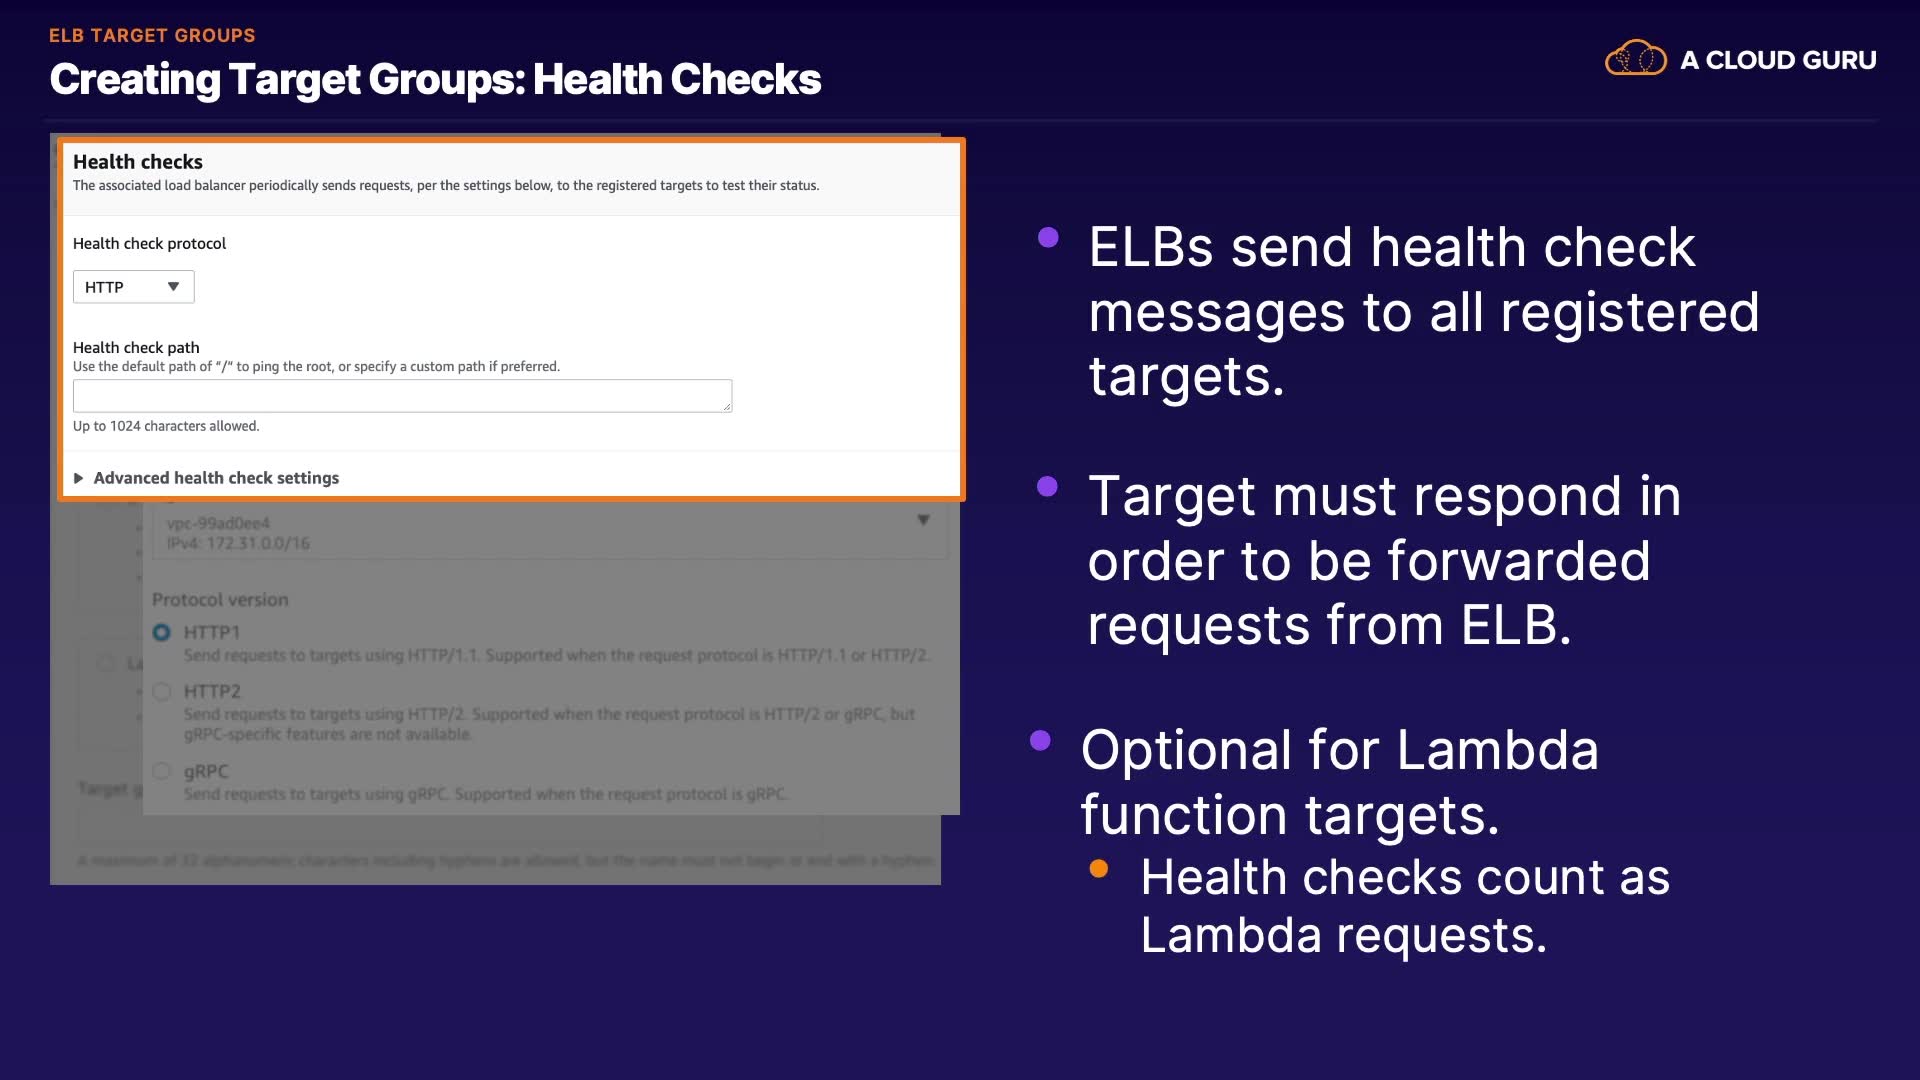 ELB TARGET GROUPS
Creating Target Groups: Health Checks
A CLOUD GURU
Health checks
The associated load balancer periodically sends requests, per the settings below, to the registered targets to test their status.
Health check protocol
HTTP
Health check path
Use the default path of "/" to ping the root, or specify a custom path if preferred.
Up to 1024 characters allowed.
Advanced health check settings
vpc-99ad0ee4
IPv4: 172.31.0.0/16
Protocol version
HTTP1
Send requests to targets using HTTP/1.1. Supported when the request protocol is HTTP/1.1 or HTTP/2.
HTTP2
Send requests to targets using HTTP/2. Supported when the request protocol is HTTP/2 or gRPC, but
gRPC-specific features are not available.
gRPC
Send requests to targets using gRPC. Supported when the request protocol is gRPC.
Target g
A maximum of 32 alphanumeric characters including hyphens are allowed, but the name must not begin or end with a hyphen.
ELBs send health check
messages to all registered
targets.
Target must respond in
order to be forwarded
requests from ELB.
Optional for Lambda
function targets.
Health checks count as
Lambda requests.